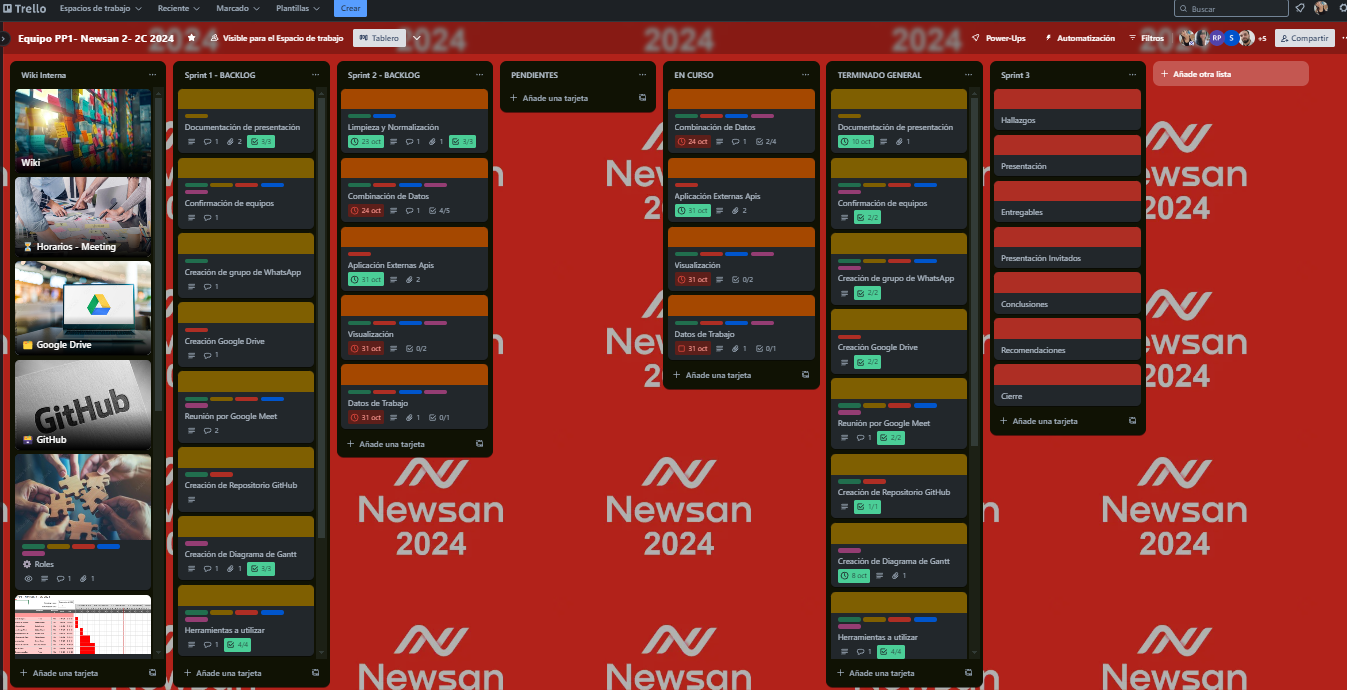 Trello
Espacios de trabajo
Reciente
Marcado
Plantillas
Crear
Buscar
Equipo PP1- Newsan 2- 2C 2024
Visible para el Espacio de trabajo
Tablero
Power-Ups
Automatización
Filtros
RP
S
+5
Compartir
Wiki Interna
Wiki
Horarios - Meeting
Google Drive
GitHub
GitHub
Roles
1
1
Añade una tarjeta
Sprint 1 - BACKLOG
Documentación de presentación
1 2 3/3
Confirmación de equipos
1
Creación de grupo de WhatsApp
1
Creación Google Drive
1
Reunión por Google Meet
2
Creación de Repositorio GitHub
Creación de Diagrama de Gantt
1 1 3/3
Herramientas a utilizar
1 4/4
Añade una tarjeta
Sprint 2 - BACKLOG
Limpieza y Normalización
23 oct 1 1 3/3
Combinación de Datos
24 oct 1 4/5
Aplicación Externas Apis
31 oct 2
Visualización
31 oct 0/2
Datos de Trabajo
31 oct 1 0/1
Añade una tarjeta
PENDIENTES
Añade una tarjeta
EN CURSO
Combinación de Datos
24 oct 1 2/4
Aplicación Externas Apis
31 oct 2
Visualización
31 oct 0/2
Datos de Trabajo
31 oct 1 0/1
Añade una tarjeta
TERMINADO GENERAL
Documentación de presentación
10 oct 1
Confirmación de equipos
2/2
Creación de grupo de WhatsApp
2/2
Creación Google Drive
2/2
Reunión por Google Meet
1 2/2
Creación de Repositorio GitHub
1/1
Creación de Diagrama de Gantt
8 oct 1
Herramientas a utilizar
1 4/4
Añade una tarjeta
Sprint 3
Hallazgos
Presentación
Entregables
Presentación Invitados
Conclusiones
Recomendaciones
Cierre
Añade una tarjeta
Añade otra lista
Newsan
2024
Newsan
2024
Newsan
2024